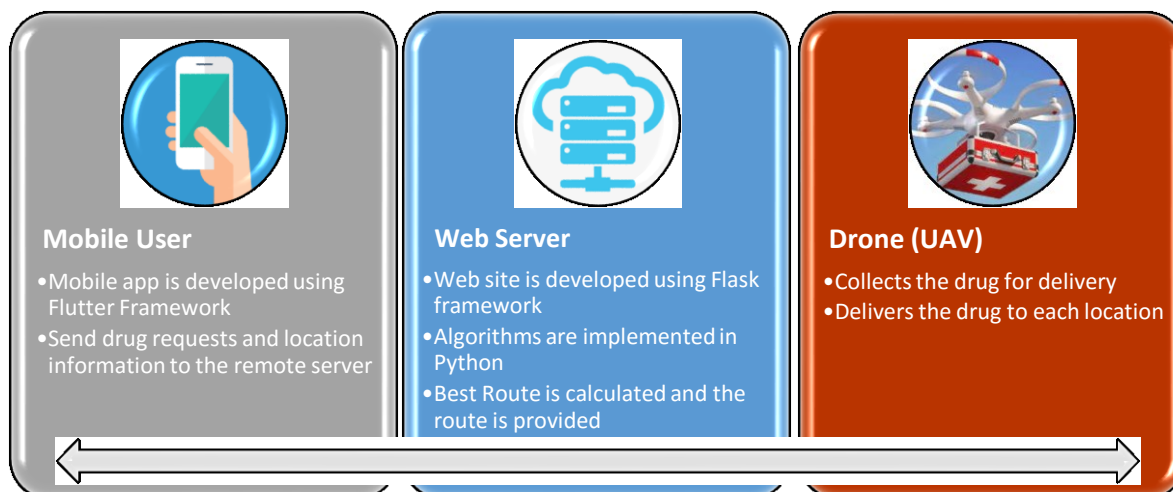 Mobile User
•Mobile app is developed using
Flutter Framework
•Send drug requests and location
information to the remote server
Web Server
•Web site is developed using Flask
framework
•Algorithms are implemented in
Python
•Best Route is calculated and the
route is provided
Drone (UAV)
•Collects the drug for delivery
•Delivers the drug to each location